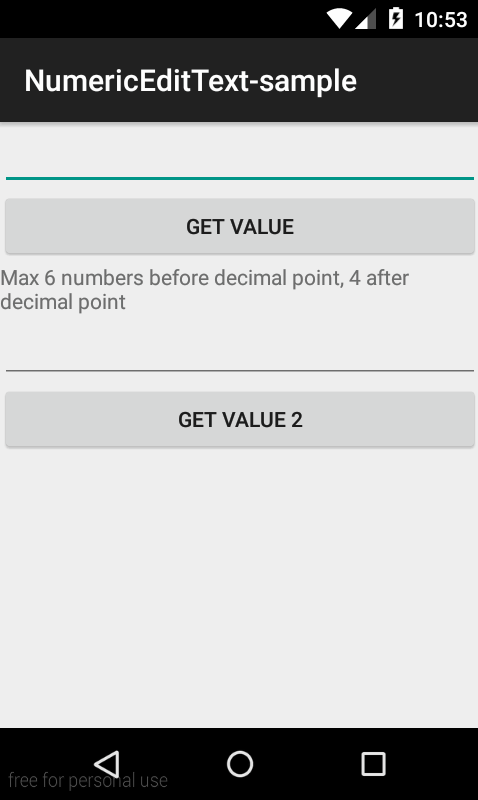 10:53
NumericEditText-sample
GET VALUE
Max 6 numbers before decimal point, 4 after
decimal point
GET VALUE 2
free for personal use